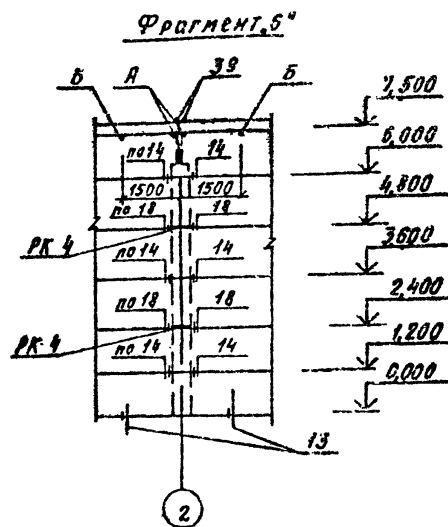 Фрагмент „5"
Б А 39 Б
7,500
6,000
по 14 14
1500 1500
4,800
по 18 18
РК 4
3,600
по 14 14
2,400
по 18 18
РК 4
1,200
по 14 14
0,000
13
2